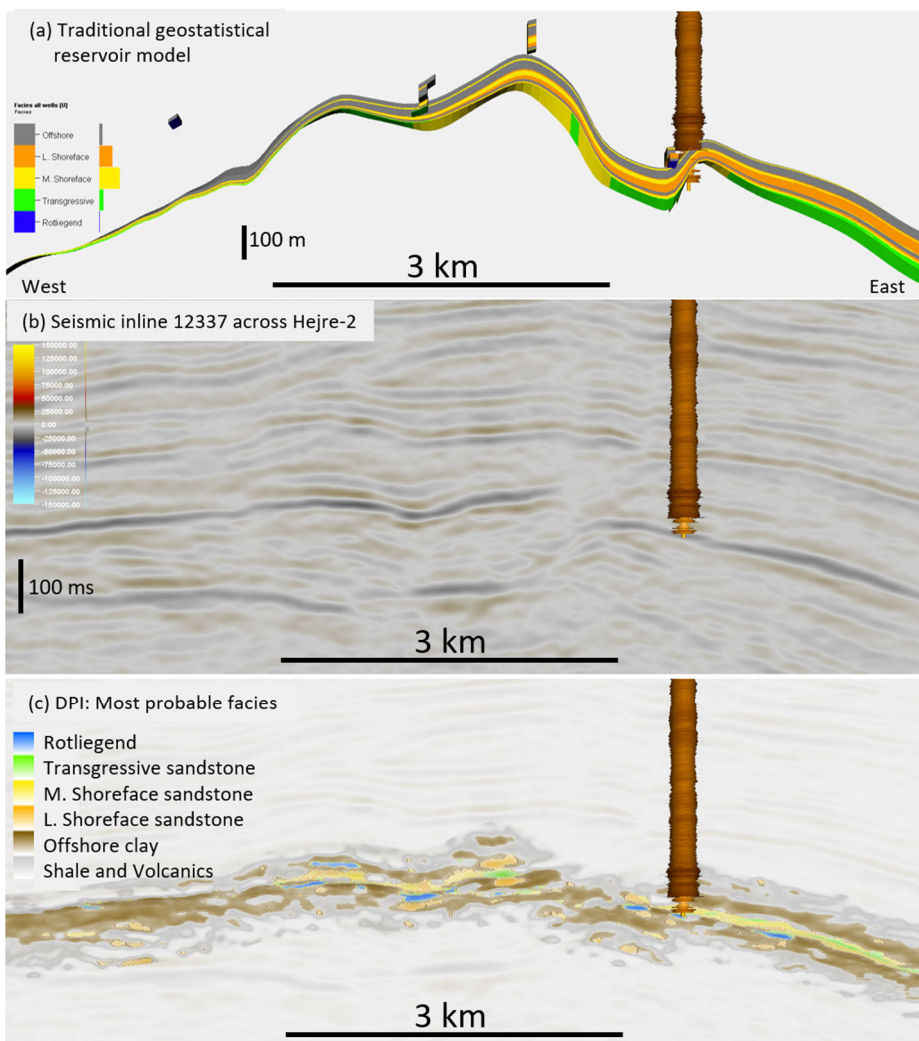 (a) Traditional geostatistical
reservoir model
Facies all wells (U)
Facies
Offshore
L. Shoreface
M. Shoreface
Transgressive
Rotliegend
100 m
3 km
West
East
(b) Seismic inline 12337 across Hejre-2
150000.00
125000.00
100000.00
75000.00
50000.00
25000.00
0.00
-25000.00
-50000.00
-75000.00
-100000.00
-125000.00
-150000.00
100 ms
3 km
(c) DPI: Most probable facies
Rotliegend
Transgressive sandstone
M. Shoreface sandstone
L. Shoreface sandstone
Offshore clay
Shale and Volcanics
3 km